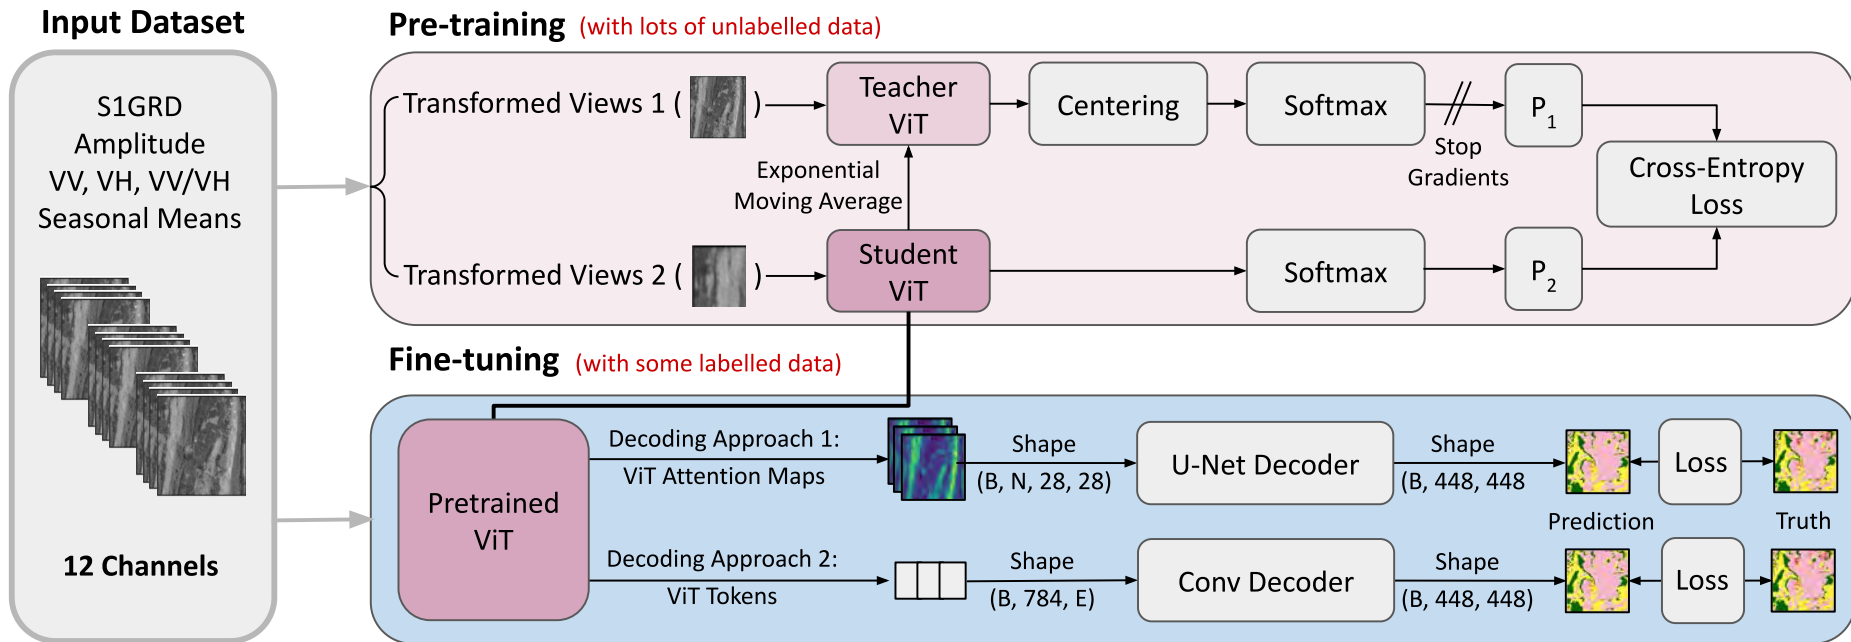 Input Dataset
S1GRD
Amplitude
VV, VH, VV/VH
Seasonal Means
12 Channels
Pre-training (with lots of unlabelled data)
Transformed Views 1 ( )
Teacher
ViT
Centering
Softmax
Stop
Gradients
P1
Exponential
Moving Average
Cross-Entropy
Loss
Transformed Views 2 ( )
Student
ViT
Softmax
P2
Fine-tuning (with some labelled data)
Pretrained
ViT
Decoding Approach 1:
ViT Attention Maps
Shape
(B, N, 28, 28)
U-Net Decoder
Shape
(B, 448, 448
Loss
Prediction
Truth
Decoding Approach 2:
ViT Tokens
Shape
(B, 784, E)
Conv Decoder
Shape
(B, 448, 448)
Loss